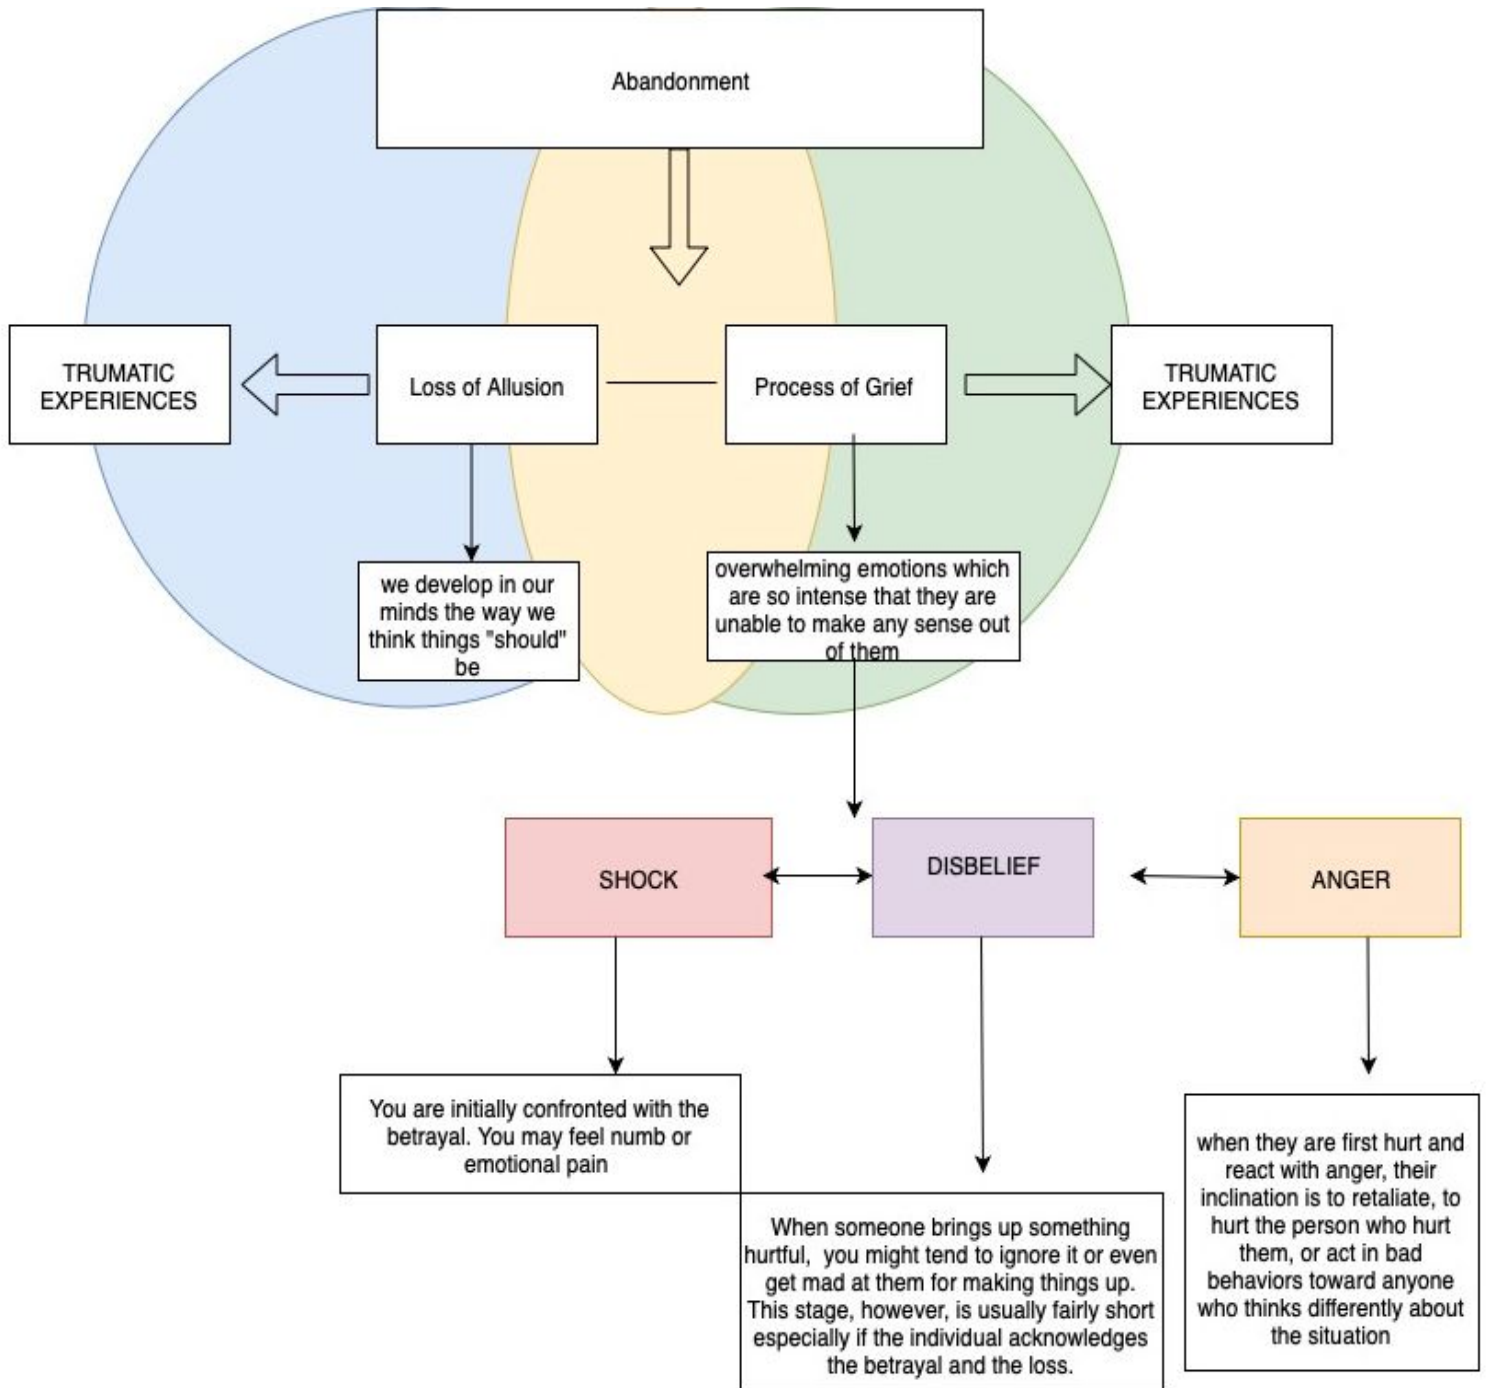 Abandonment
TRUMATIC
EXPERIENCES
Loss of Allusion
Process of Grief
TRUMATIC
EXPERIENCES
we develop in our
minds the way we
think things "should"
be
overwhelming emotions which
are so intense that they are
unable to make any sense out
of them
SHOCK
DISBELIEF
ANGER
You are initially confronted with the
betrayal. You may feel numb or
emotional pain
When someone brings up something
hurtful, you might tend to ignore it or even
get mad at them for making things up.
This stage, however, is usually fairly short
especially if the individual acknowledges
the betrayal and the loss.
when they are first hurt and
react with anger, their
inclination is to retaliate, to
hurt the person who hurt
them, or act in bad
behaviors toward anyone
who thinks differently about
the situation